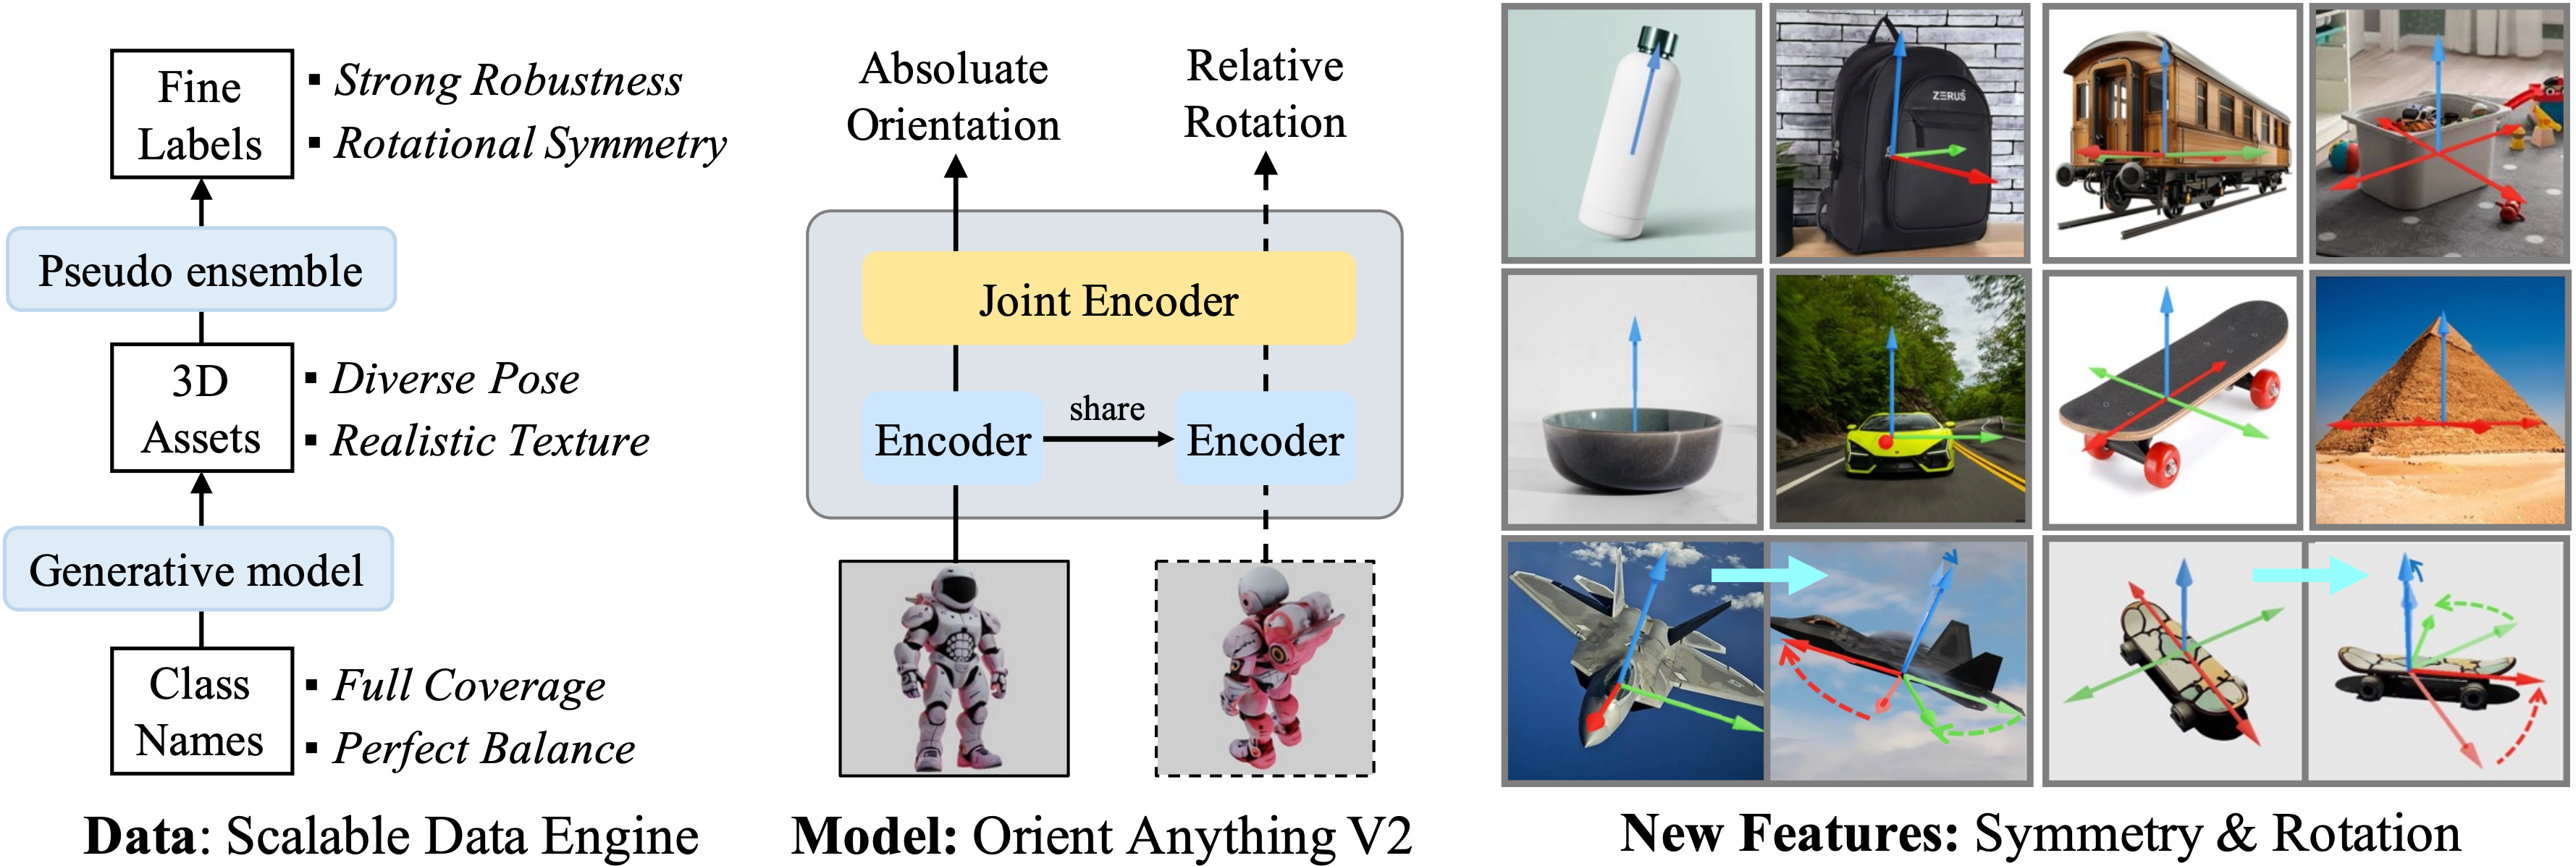 Fine
Labels
▪ Strong Robustness
▪ Rotational Symmetry
Pseudo ensemble
3D
Assets
▪ Diverse Pose
▪ Realistic Texture
Generative model
Class
Names
▪ Full Coverage
▪ Perfect Balance
Data: Scalable Data Engine
Absoluate
Orientation
Relative
Rotation
Joint Encoder
Encoder
share
Encoder
Model: Orient Anything V2
ZERUS
New Features: Symmetry & Rotation